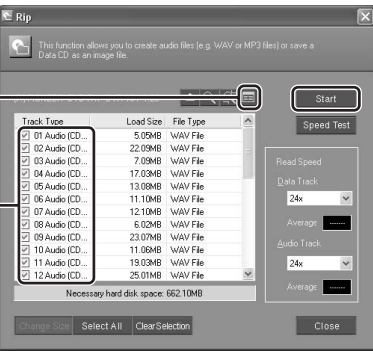 Rip
This function allows you to create audio files (e.g. WAV or MP3 files) or save a
Data CD as an image file.
Start
Speed Test
Track Type Load Size File Type
01 Audio (CD... 5.05MB WAV File
02 Audio (CD... 22.09MB WAV File
03 Audio (CD... 7.09MB WAV File
04 Audio (CD... 17.03MB WAV File
05 Audio (CD... 13.08MB WAV File
06 Audio (CD... 11.10MB WAV File
07 Audio (CD... 12.10MB WAV File
08 Audio (CD... 6.02MB WAV File
09 Audio (CD... 23.07MB WAV File
10 Audio (CD... 11.06MB WAV File
11 Audio (CD... 19.03MB WAV File
12 Audio (CD... 25.01MB WAV File
Necessary hard disk space: 662.10MB
Read Speed
Data Track
24x
Average
Audio Track
24x
Average
Change Size Select All Clear Selection Close